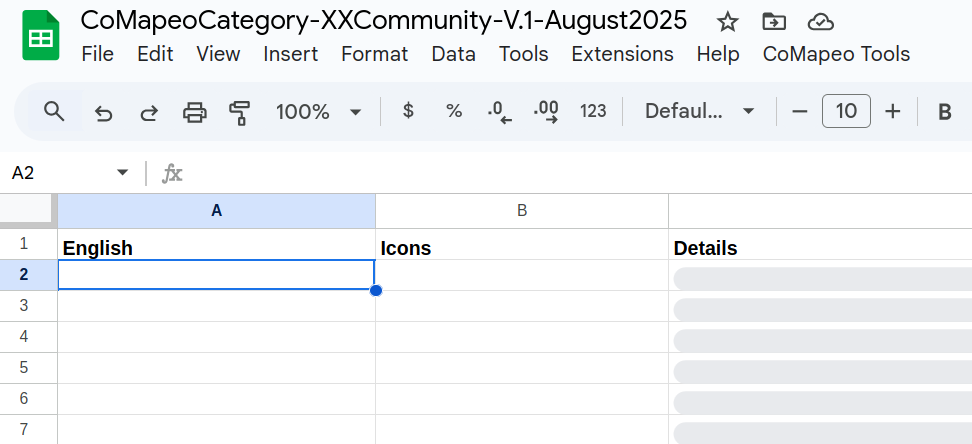 CoMapeoCategory-XXCommunity-V.1-August2025
File Edit View Insert Format Data Tools Extensions Help CoMapeo Tools
100% $ % .0 .00 123 Defaul... 10 B
A2 fx
A B
1 English Icons Details
2
3
4
5
6
7